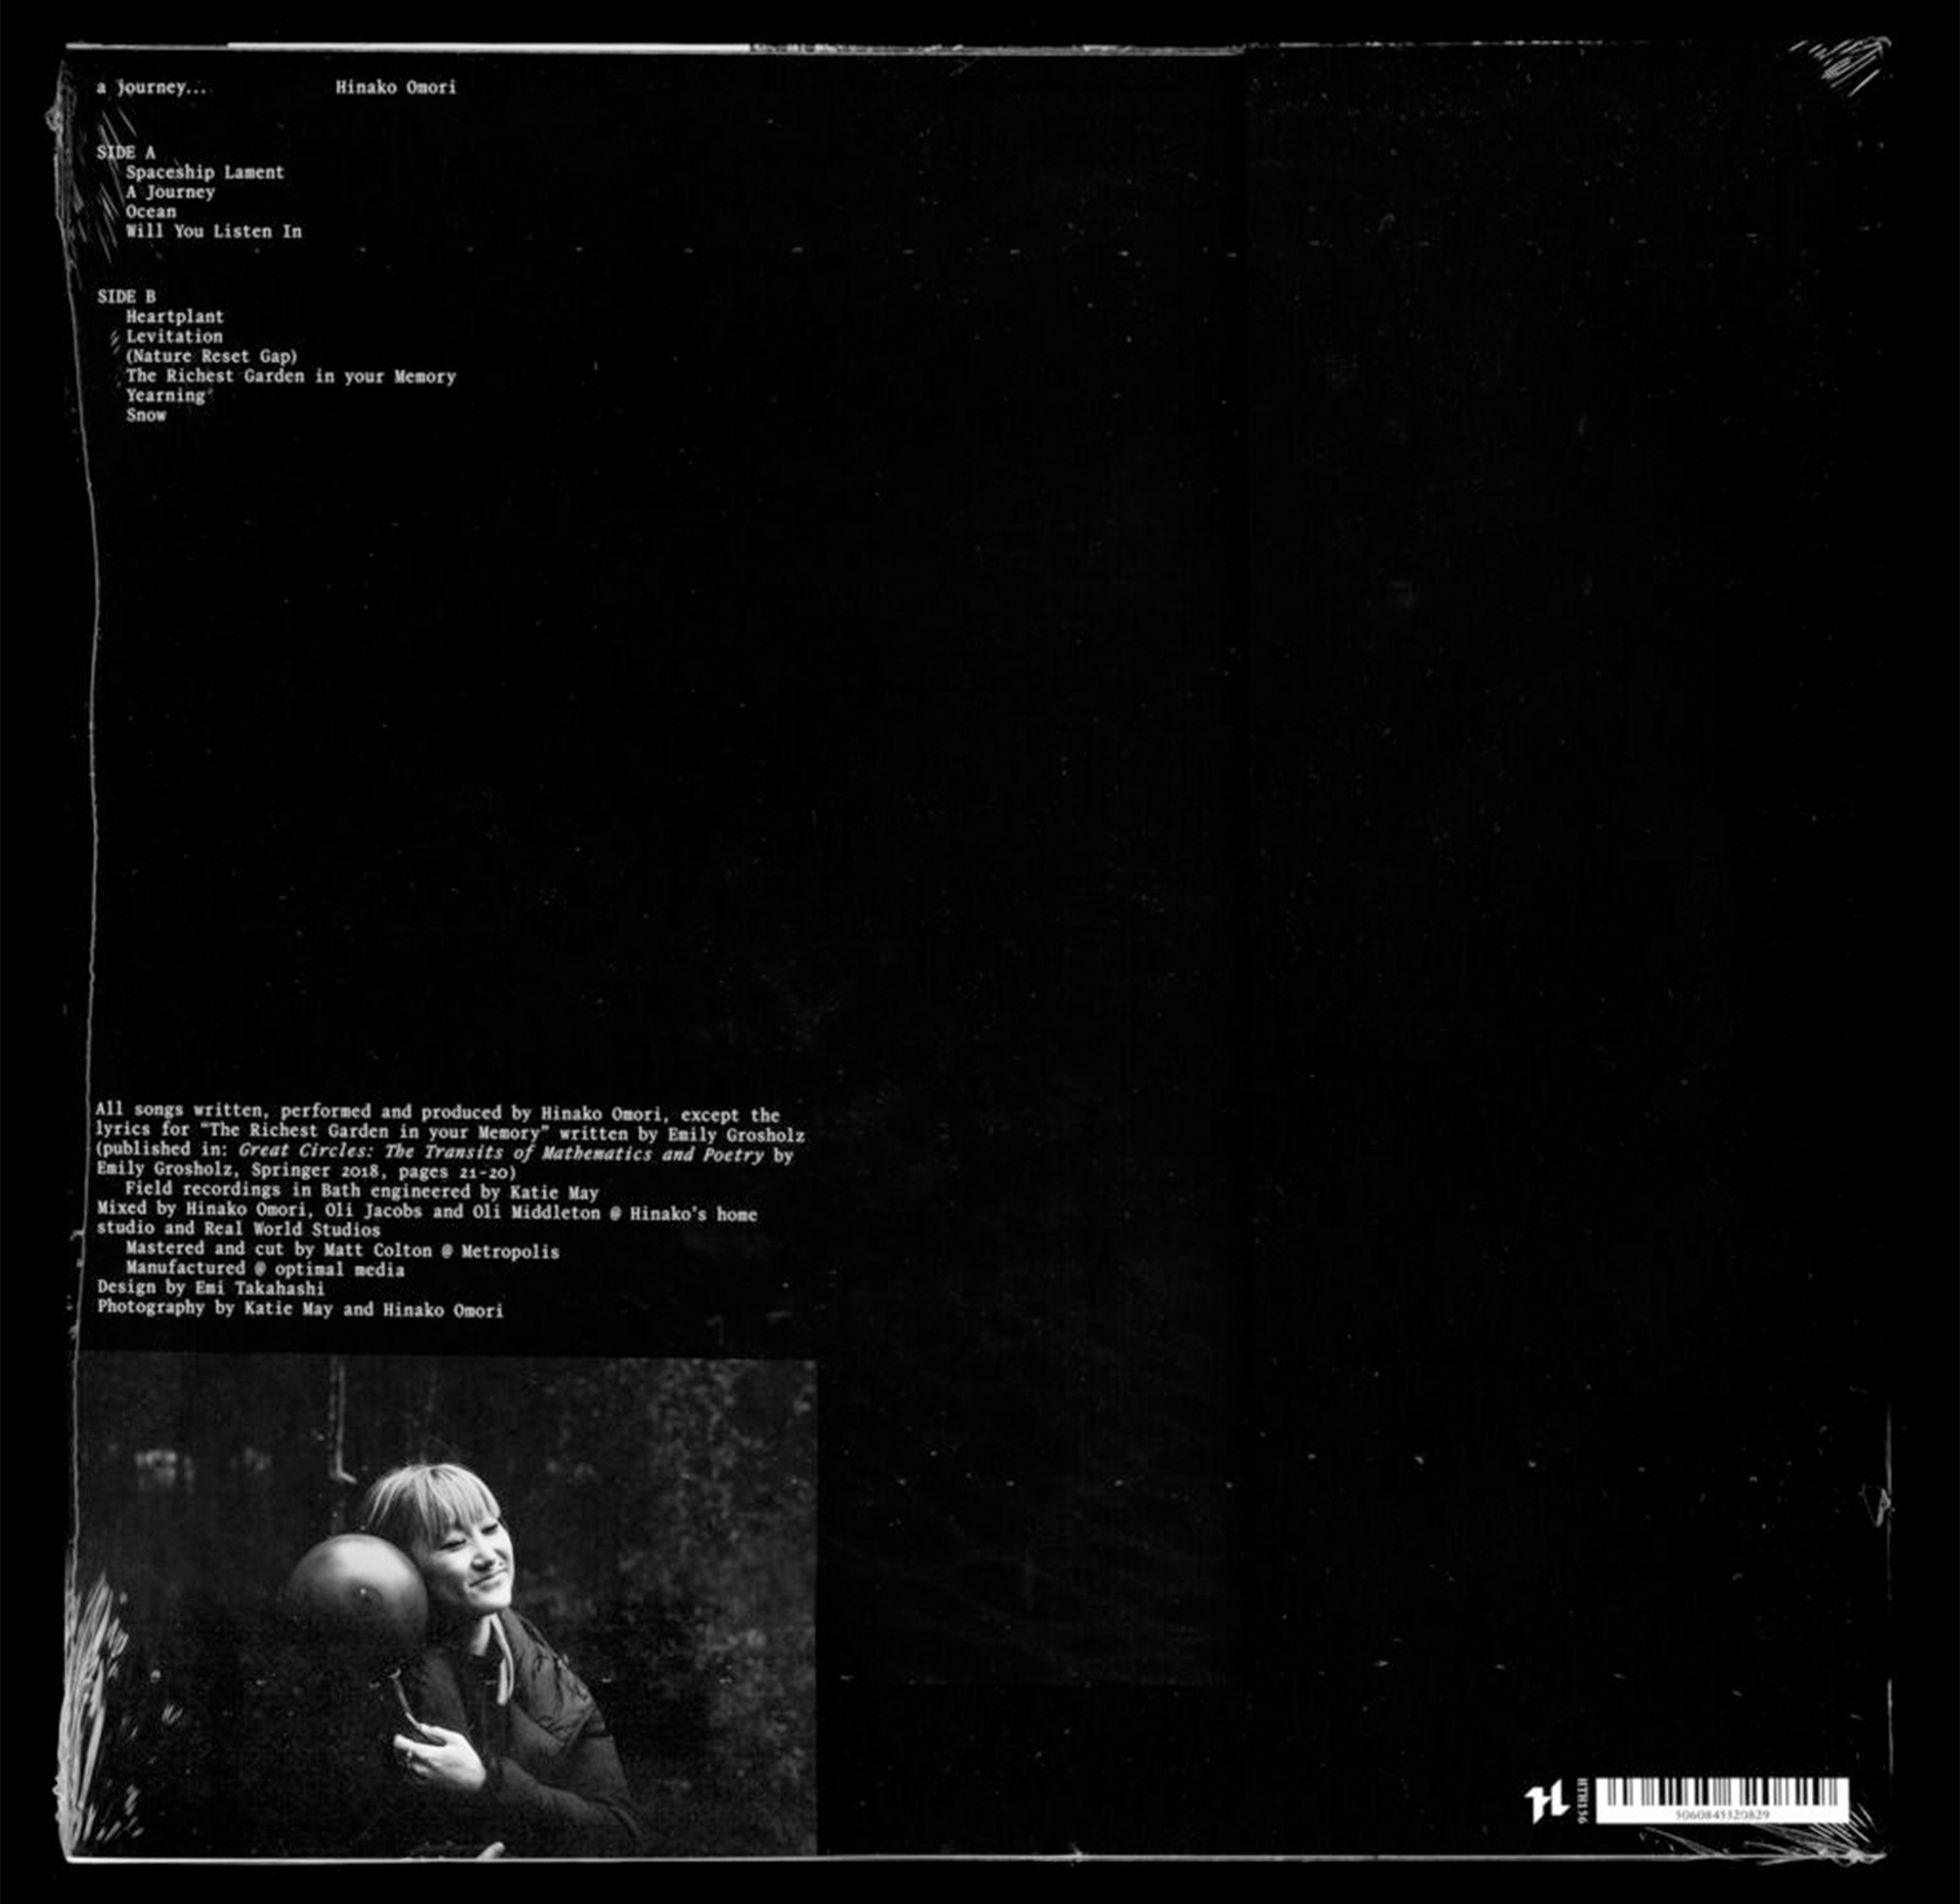 a journey...
Hinako Omori
SIDE A
Spaceship Lament
A Journey
Ocean
Will You Listen In
SIDE B
Heartplant
Levitation
(Nature Reset Gap)
The Richest Garden in your Memory
Yearning
Snow
All songs written, performed and produced by Hinako Omori, except the
lyrics for “The Richest Garden in your Memory” written by Emily Grosholz
(published in: Great Circles: The Transits of Mathematics and Poetry by
Emily Grosholz, Springer 2018, pages 21-20)
Field recordings in Bath engineered by Katie May
Mixed by Hinako Omori, Oli Jacobs and Oli Middleton @ Hinako’s home
studio and Real World Studios
Mastered and cut by Matt Colton @ Metropolis
Manufactured @ optimal media
Design by Emi Takahashi
Photography by Katie May and Hinako Omori
HTH156
5060845320829